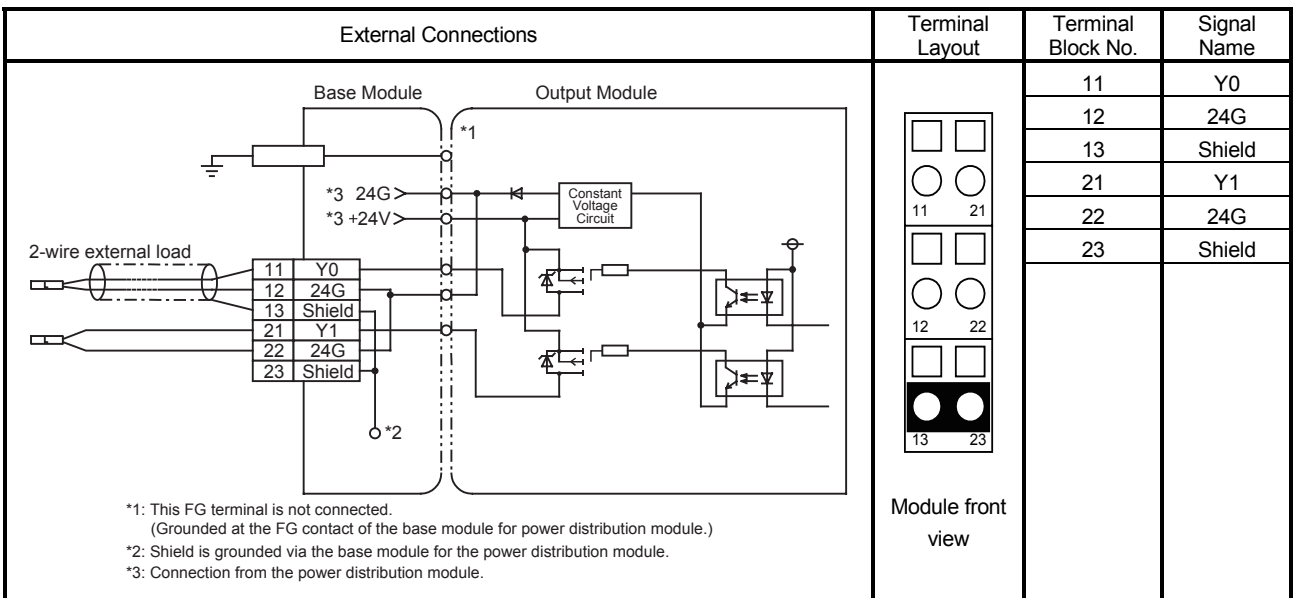 External Connections
Terminal
Layout
Terminal
Block No.
Signal
Name
Base Module
Output Module
*1
*3 24G
*3 +24V
Constant
Voltage
Circuit
2-wire external load
11 Y0
12 24G
13 Shield
21 Y1
22 24G
23 Shield
*2
*1: This FG terminal is not connected.
(Grounded at the FG contact of the base module for power distribution module.)
*2: Shield is grounded via the base module for the power distribution module.
*3: Connection from the power distribution module.
11 21
12 22
13 23
Module front
view
11 Y0
12 24G
13 Shield
21 Y1
22 24G
23 Shield